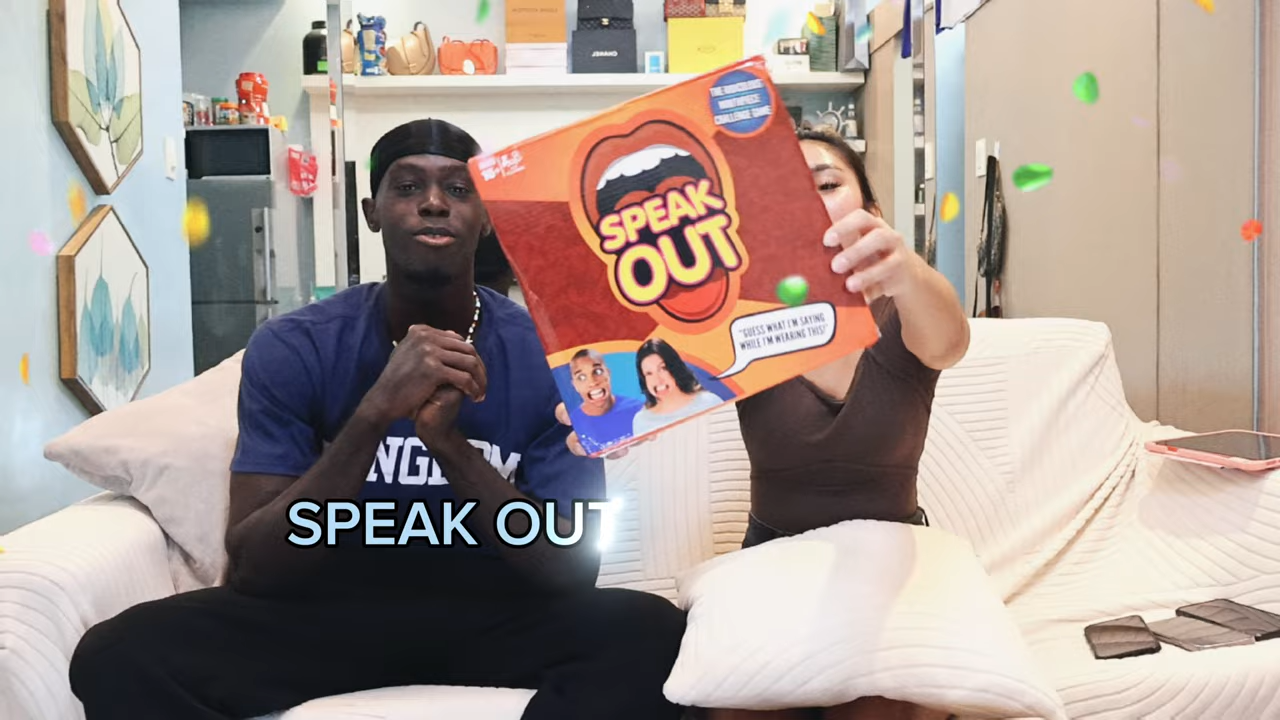 THE RIDICULOUS
MOUTHPIECE
CHALLENGE GAME
SPEAK
OUT
"GUESS WHAT I'M SAYING
WHILE I'M WEARING THIS!"
SPEAK OUT